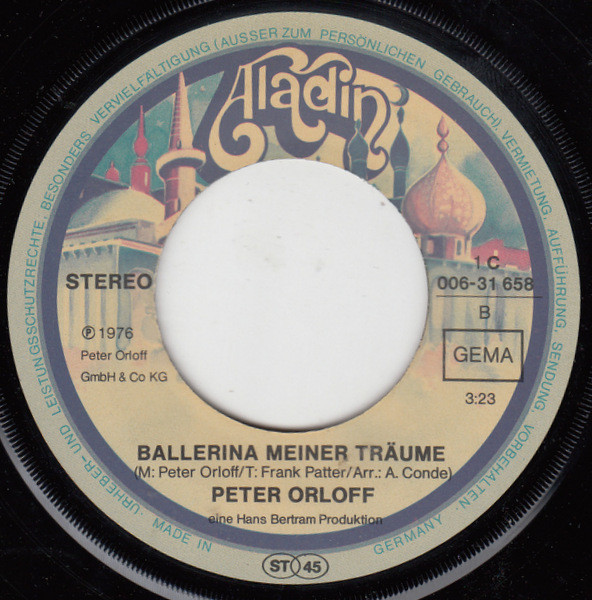 URHEBER- UND LEISTUNGSSCHUTZRECHTE, BESONDERS VERVIELFÄLTIGUNG (AUSSER ZUM PERSÖNLICHEN GEBRAUCH), VERMIETUNG, AUFFÜHRUNG, SENDUNG VORBEHALTEN.
Aladin
STEREO
1 C
006-31 658
B
GEMA
3:23
℗ 1976
Peter Orloff
GmbH & Co KG
BALLERINA MEINER TRÄUME
(M: Peter Orloff/T: Frank Patter/Arr.: A. Conde)
PETER ORLOFF
eine Hans Bertram Produktion
MADE IN GERMANY
ST 45